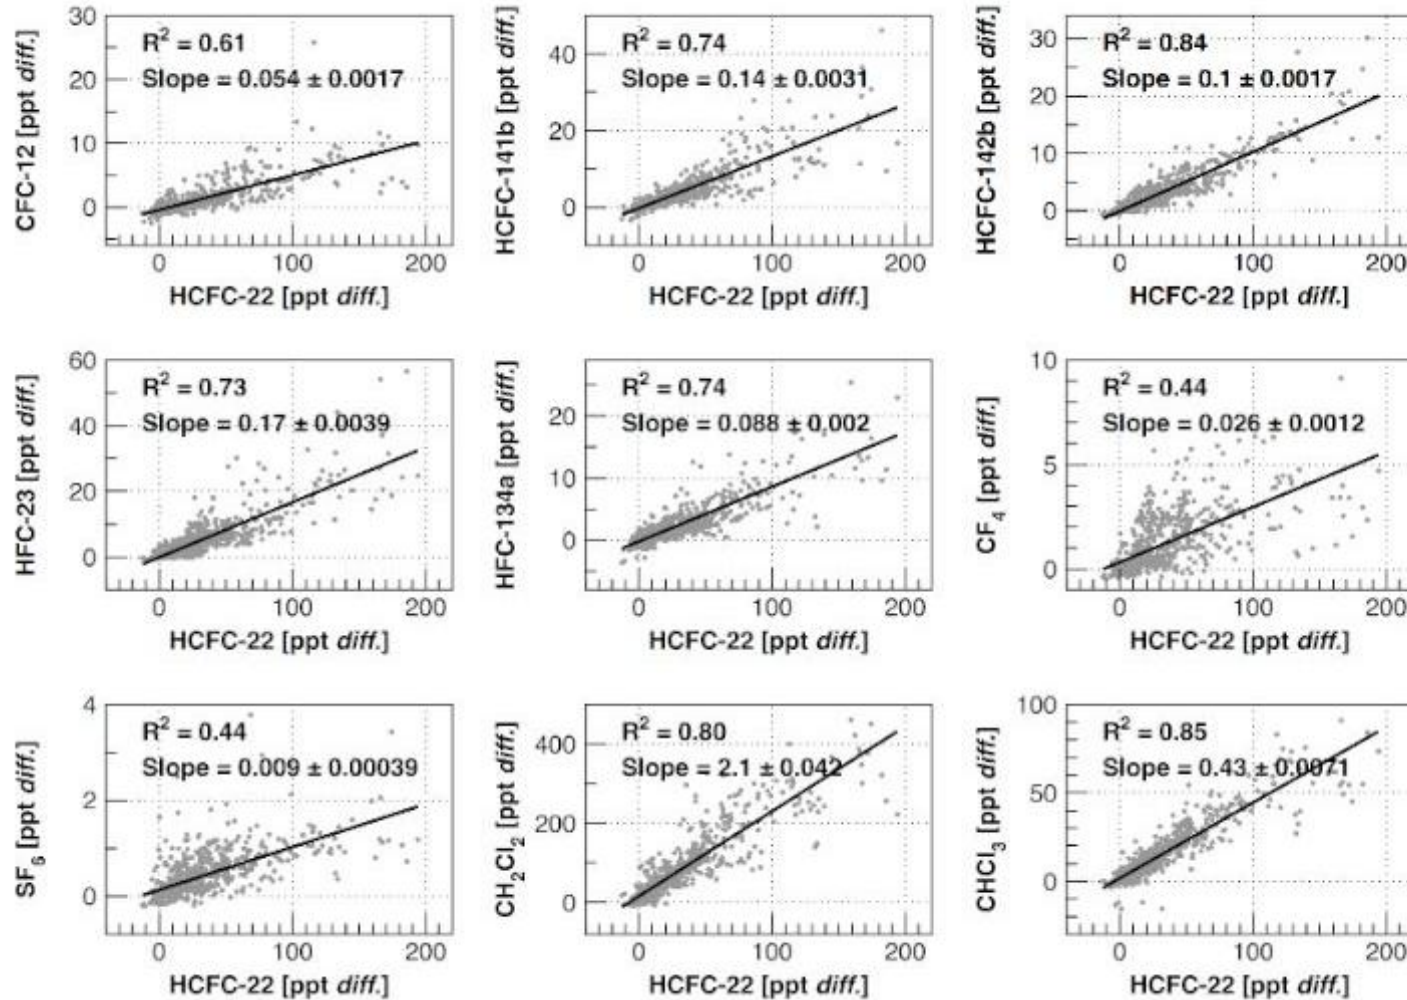 CFC-12 [ppt diff.]
30
20
10
0
R² = 0.61
Slope = 0.054 ± 0.0017
0 100 200
HCFC-22 [ppt diff.]
HCFC-141b [ppt diff.]
40
20
0
R² = 0.74
Slope = 0.14 ± 0.0031
0 100 200
HCFC-22 [ppt diff.]
HCFC-142b [ppt diff.]
30
20
10
0
R² = 0.84
Slope = 0.1 ± 0.0017
0 100 200
HCFC-22 [ppt diff.]
HFC-23 [ppt diff.]
60
40
20
0
R² = 0.73
Slope = 0.17 ± 0.0039
0 100 200
HCFC-22 [ppt diff.]
HFC-134a [ppt diff.]
20
10
0
R² = 0.74
Slope = 0.088 ± 0.002
0 100 200
HCFC-22 [ppt diff.]
CF₄ [ppt diff.]
10
5
0
R² = 0.44
Slope = 0.026 ± 0.0012
0 100 200
HCFC-22 [ppt diff.]
SF₆ [ppt diff.]
4
2
0
R² = 0.44
Slope = 0.009 ± 0.00039
0 100 200
HCFC-22 [ppt diff.]
CH₂Cl₂ [ppt diff.]
400
200
0
R² = 0.80
Slope = 2.1 ± 0.042
0 100 200
HCFC-22 [ppt diff.]
CHCl₃ [ppt diff.]
100
50
0
R² = 0.85
Slope = 0.43 ± 0.0071
0 100 200
HCFC-22 [ppt diff.]